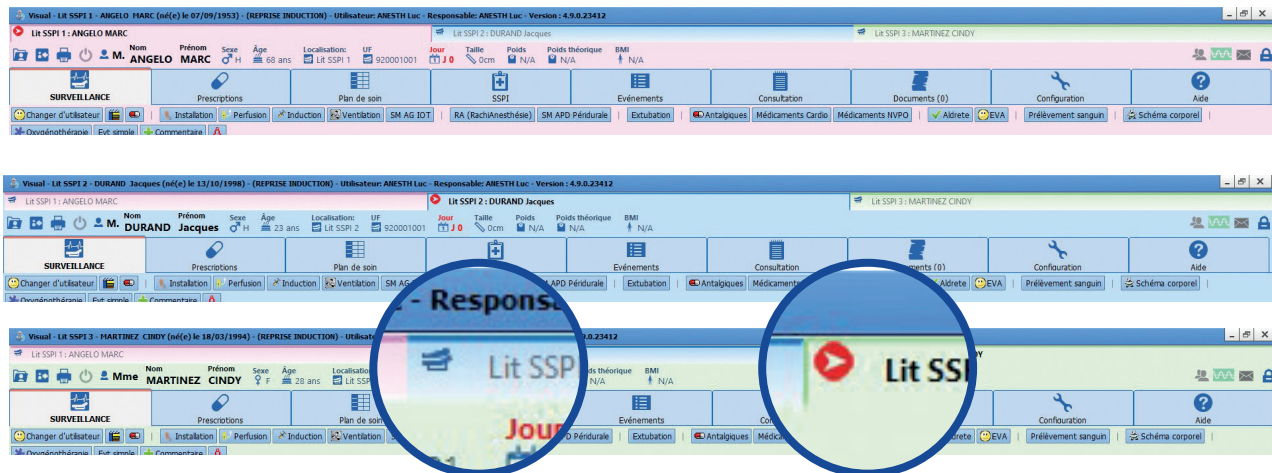 Visual - Lit SSPI 1 - ANGELO MARC (né(e) le 07/09/1953) - (REPRISE INDUCTION) - Utilisateur: ANESTH Luc - Responsable: ANESTH Luc - Version : 4.9.0.23412
Lit SSPI 1 : ANGELO MARC Lit SSPI 2 : DURAND Jacques Lit SSPI 3 : MARTINEZ CINDY
Nom Prénom Sexe Âge Localisation: UF Jour Taille Poids Poids théorique BMI
M. ANGELO MARC H 68 ans Lit SSPI 1 920001001 J 0 0cm N/A N/A N/A
SURVEILLANCE Prescriptions Plan de soin SSPI Evénements Consultation Documents (0) Configuration Aide
Changer d'utilisateur Installation Perfusion Induction Ventilation SM AG IOT RA (RachiAnesthésie) SM APD Péridurale Extubation Antalgiques Médicaments Cardio Médicaments NVPO Aldrete EVA Prélèvement sanguin Schéma corporel
Oxygénothérapie Evt simple Commentaire
Visual - Lit SSPI 2 - DURAND Jacques (né(e) le 13/10/1998) - (REPRISE INDUCTION) - Utilisateur: ANESTH Luc - Responsable: ANESTH Luc - Version : 4.9.0.23412
Lit SSPI 1 : ANGELO MARC Lit SSPI 2 : DURAND Jacques Lit SSPI 3 : MARTINEZ CINDY
Nom Prénom Sexe Âge Localisation: UF Jour Taille Poids Poids théorique BMI
M. DURAND Jacques H 23 ans Lit SSPI 2 920001001 J 0 0cm N/A N/A N/A
SURVEILLANCE Prescriptions Plan de soin Evénements Consultation (0) Configuration Aide
Changer d'utilisateur Installation Perfusion Induction Ventilation SM AG APD Péridurale Extubation Antalgiques Médicaments Aldrete EVA Prélèvement sanguin Schéma corporel
Oxygénothérapie Evt simple Commentaire
- Respons
Visual - Lit SSPI 3 - MARTINEZ CINDY (né(e) le 18/03/1994) - (REPRISE INDUCTION) - .0.23412
Lit SSPI 1 : ANGELO MARC Lit SSP Lit SSI
Nom Prénom Sexe Âge théorique BMI
Mme MARTINEZ CINDY F 28 ans Lit N/A N/A
SURVEILLANCE Prescriptions Plan de soin Evénements Configuration Aide
Jour
Changer d'utilisateur Installation Perfusion Induction Ventilation Péridurale Extubation Antalgiques EVA Prélèvement sanguin Schéma corporel
Oxygénothérapie Evt simple Commentaire